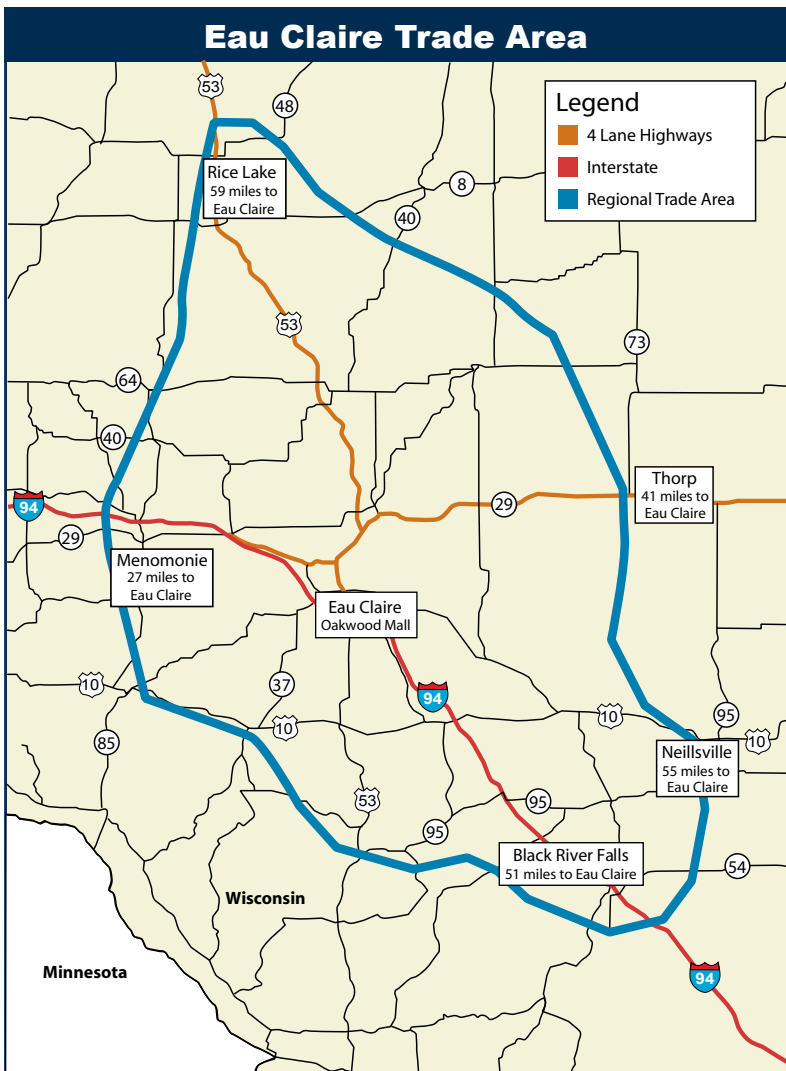 Eau Claire Trade Area
53
48
Legend
4 Lane Highways
Interstate
Regional Trade Area
Rice Lake
59 miles to
Eau Claire
8
40
53
73
64
40
Thorp
41 miles to
Eau Claire
29
94
29
Menomonie
27 miles to
Eau Claire
Eau Claire
Oakwood Mall
10
37
94
10
95
10
85
10
Neillsville
55 miles to
Eau Claire
53
95
95
Black River Falls
51 miles to Eau Claire
54
Wisconsin
Minnesota
94